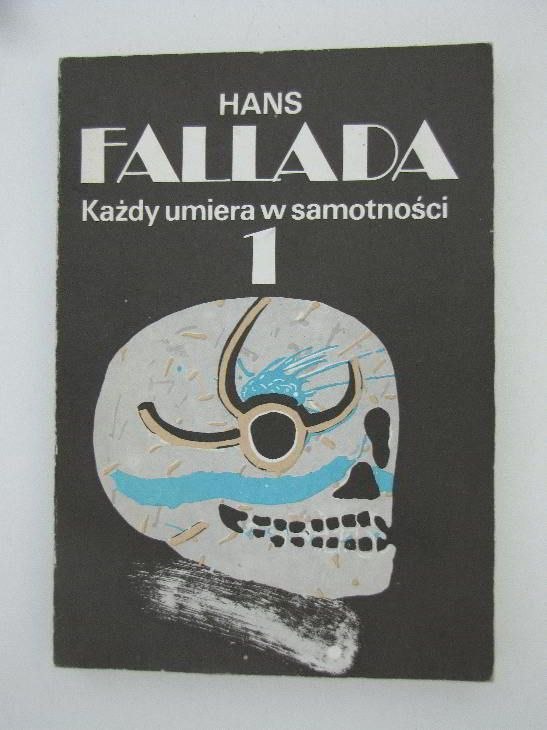 HANS
FALLADA
Każdy umiera w samotności
1